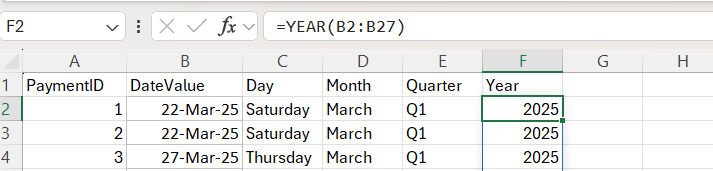 F2 fx =YEAR(B2:B27)
A B C D E F G H
1 PaymentID DateValue Day Month Quarter Year
2 1 22-Mar-25 Saturday March Q1 2025
3 2 22-Mar-25 Saturday March Q1 2025
4 3 27-Mar-25 Thursday March Q1 2025